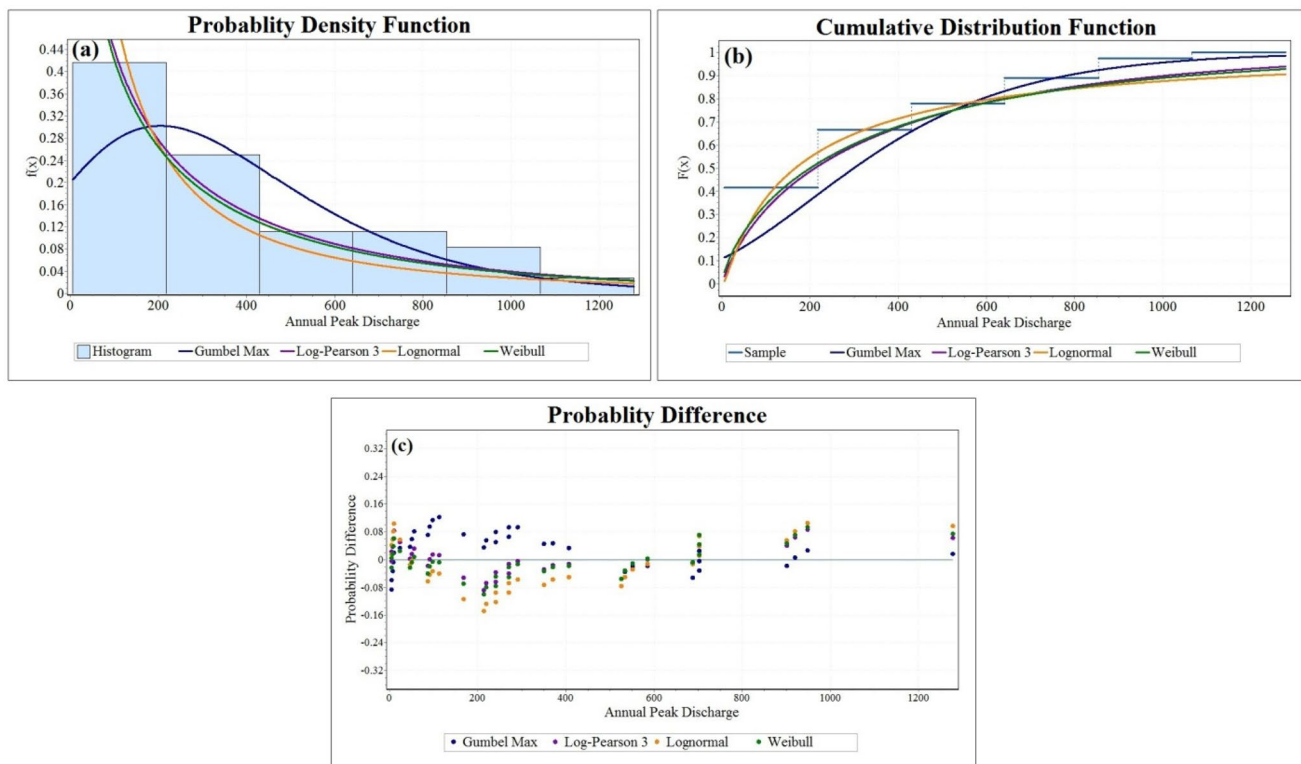 Probablity Density Function
(a)
f(x)
0.44
0.4
0.36
0.32
0.28
0.24
0.2
0.16
0.12
0.08
0.04
0
0 200 400 600 800 1000 1200
Annual Peak Discharge
Histogram Gumbel Max Log-Pearson 3 Lognormal Weibull
Cumulative Distribution Function
(b)
F(x)
1
0.9
0.8
0.7
0.6
0.5
0.4
0.3
0.2
0.1
0
0 200 400 600 800 1000 1200
Annual Peak Discharge
Sample Gumbel Max Log-Pearson 3 Lognormal Weibull
Probablity Difference
(c)
Probablity Difference
0.32
0.24
0.16
0.08
0
-0.08
-0.16
-0.24
-0.32
0 200 400 600 800 1000 1200
Annual Peak Discharge
Gumbel Max Log-Pearson 3 Lognormal Weibull